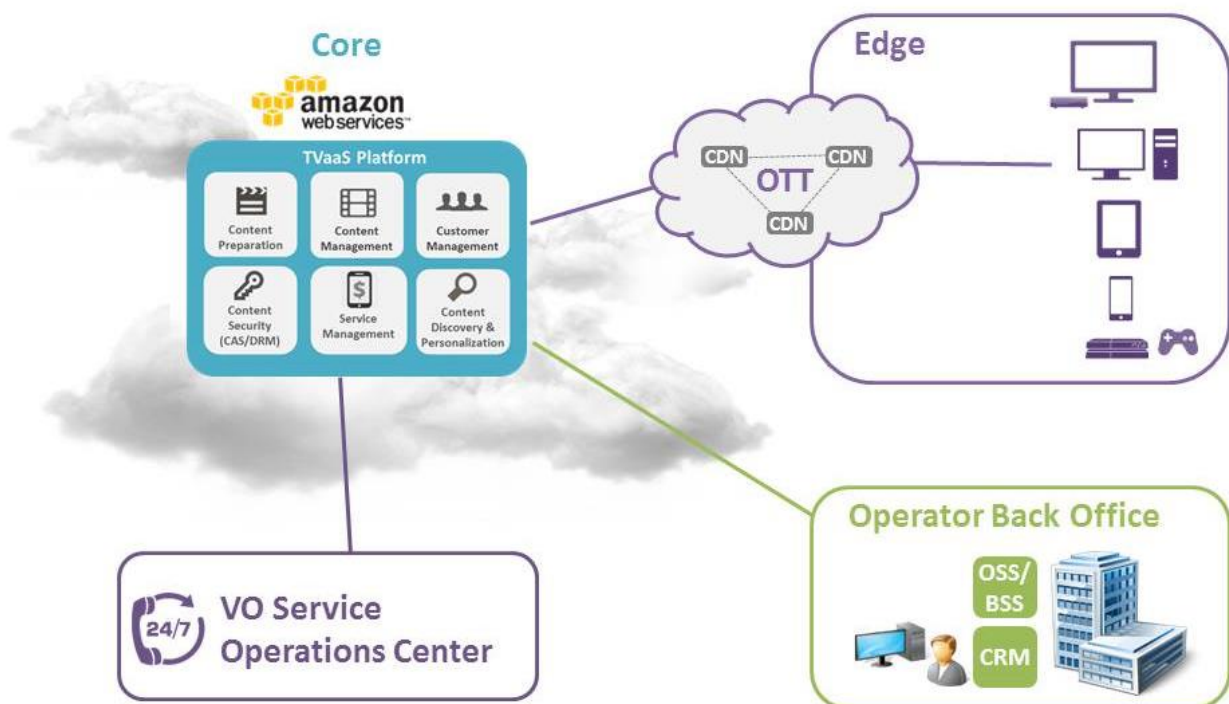 Core
amazon
webservices™
TVaaS Platform
Content
Preparation
Content
Management
Customer
Management
Content
Security
(CAS/DRM)
$
Service
Management
Content
Discovery &
Personalization
Edge
CDN
CDN
OTT
CDN
24/7
VO Service
Operations Center
Operator Back Office
OSS/
BSS
CRM